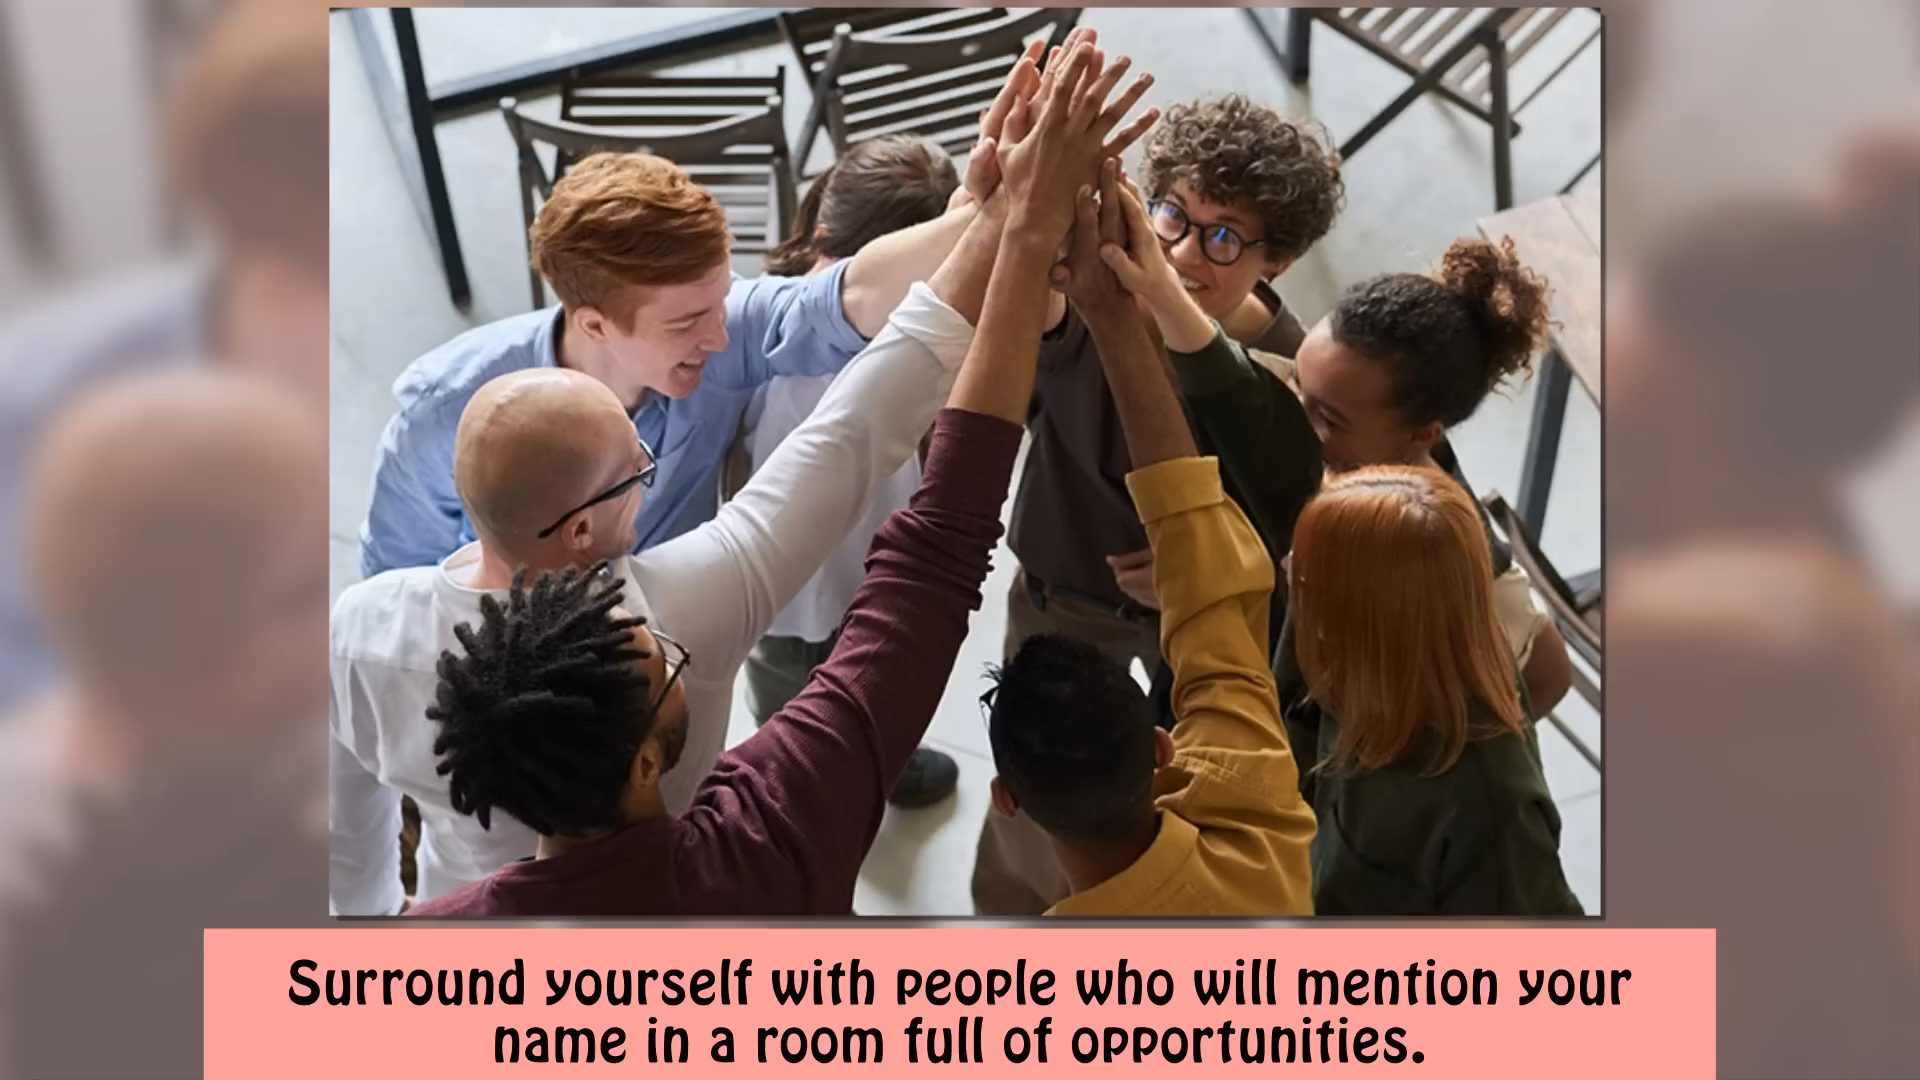 Surround yourself with people who will mention your
name in a room full of opportunities.